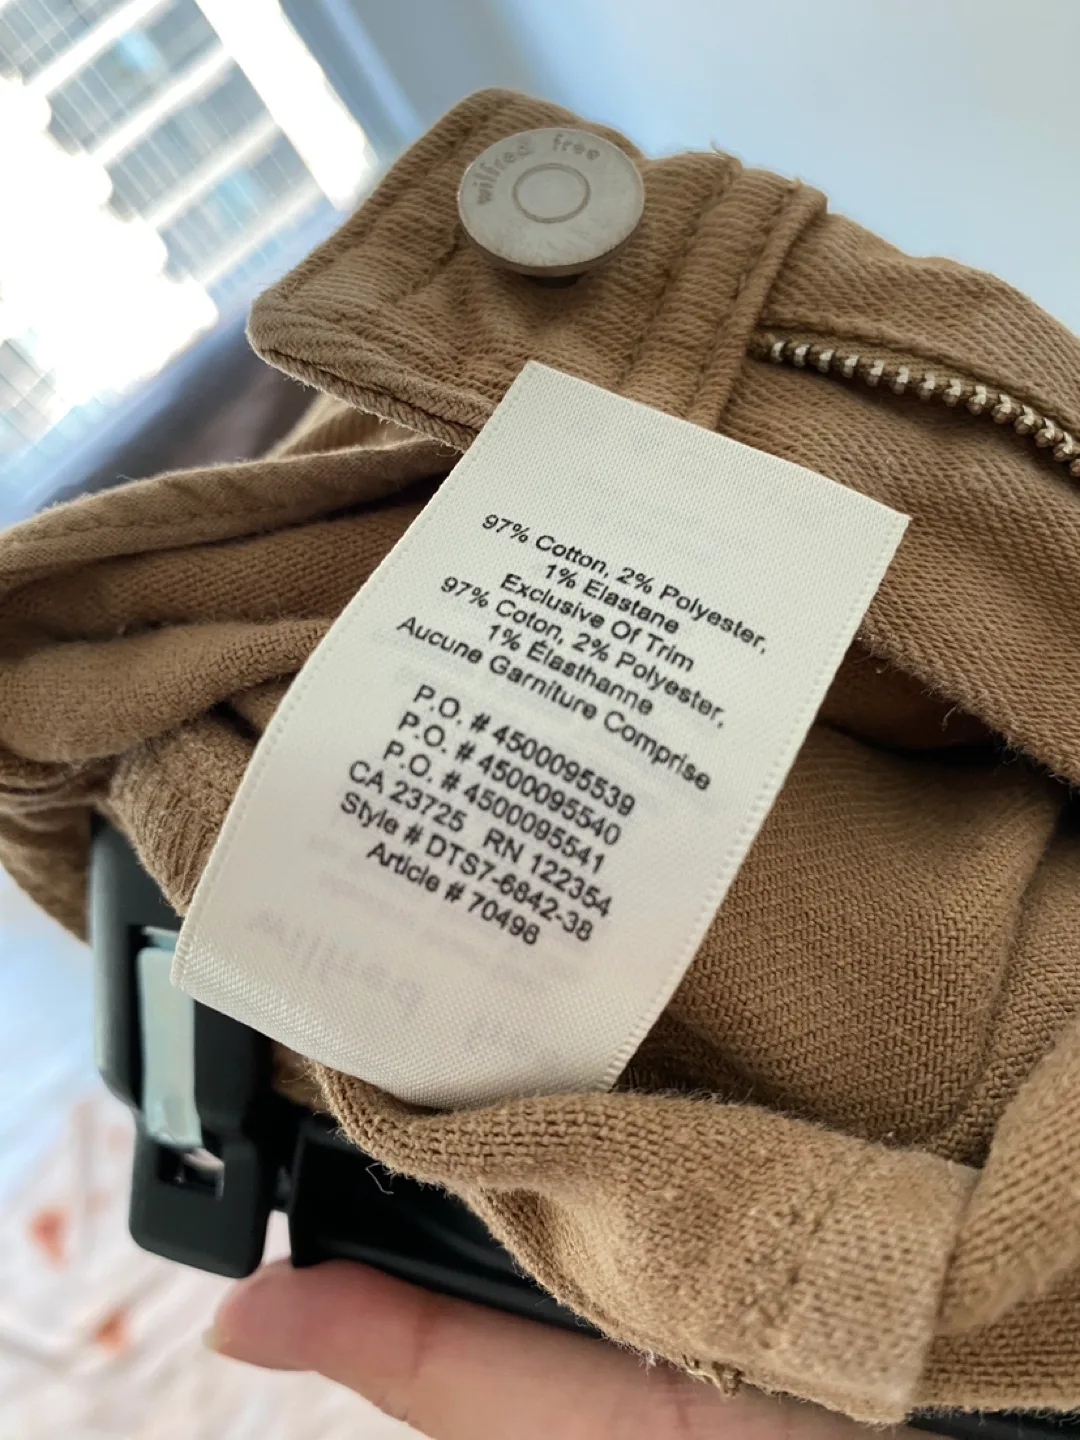 wilfred free
97% Cotton, 2% Polyester,
1% Elastane
Exclusive Of Trim
97% Coton, 2% Polyester,
1% Élasthanne
Aucune Garniture Comprise
P.O. # 4500095539
P.O. # 4500095540
P.O. # 4500095541
CA 23725 RN 122354
Style # DTS7-6842-38
Article # 70498